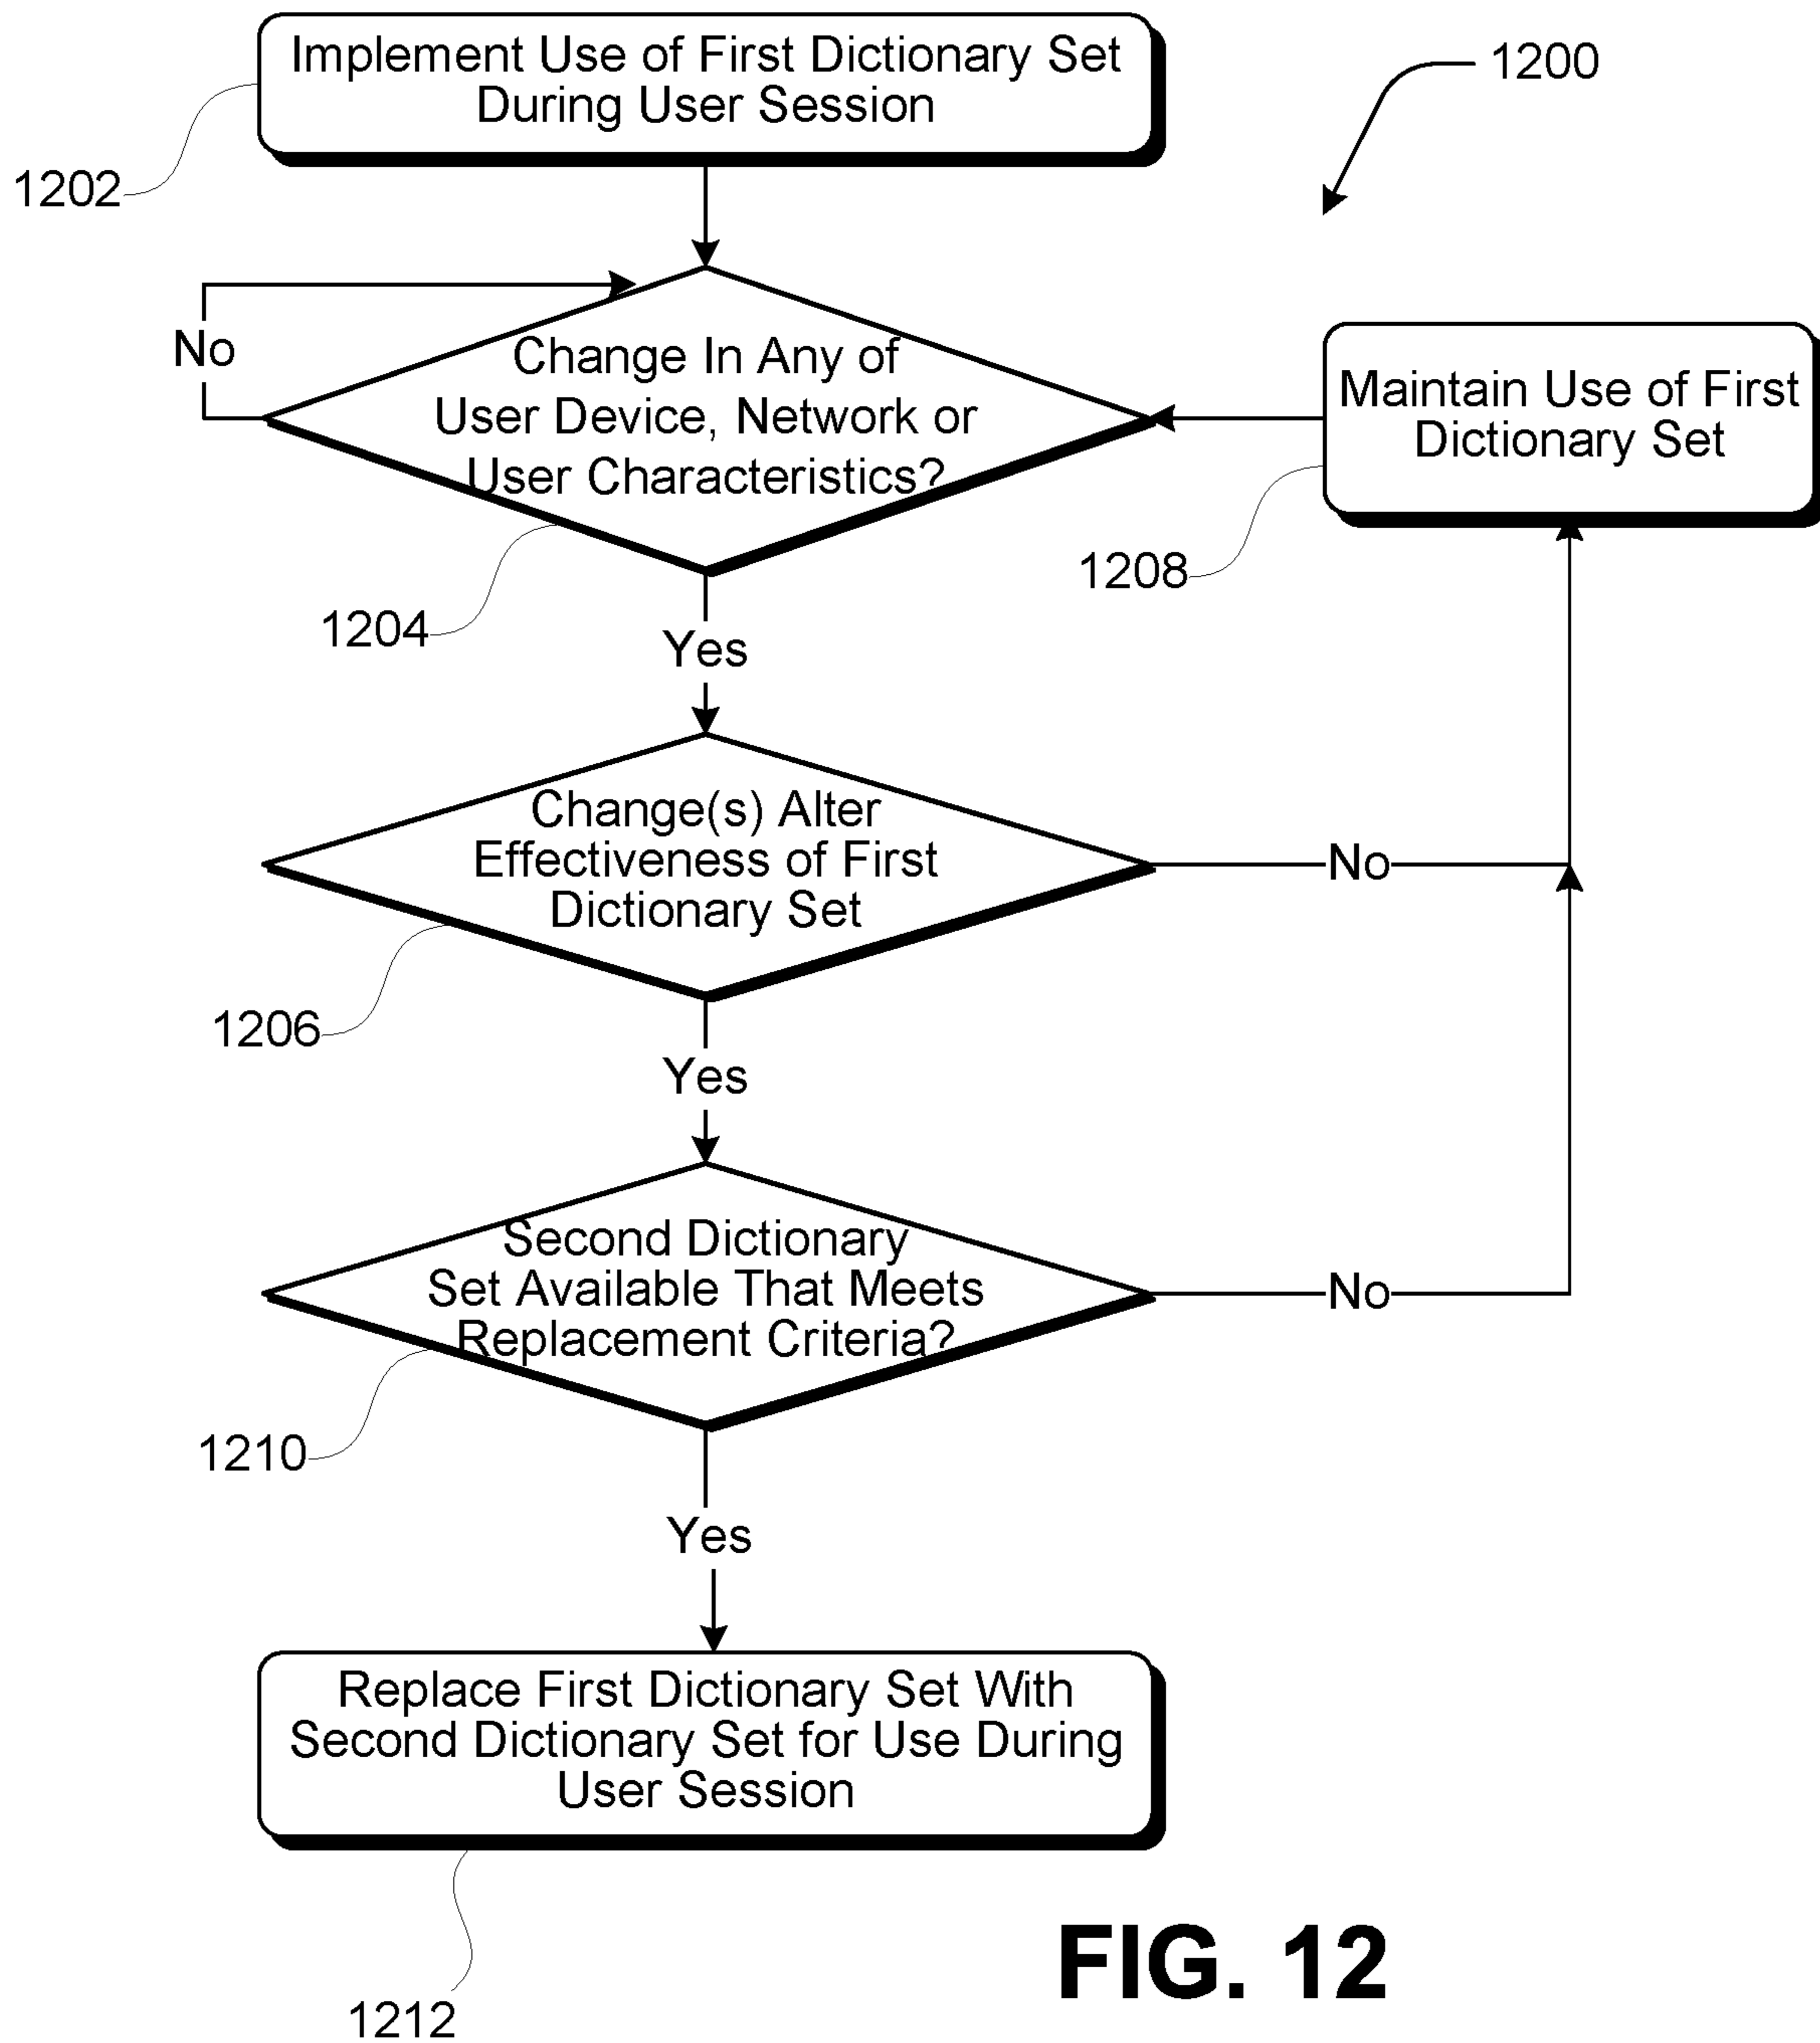 Implement Use of First Dictionary Set
During User Session
1200
1202
No
Change In Any of
User Device, Network or
User Characteristics?
Maintain Use of First
Dictionary Set
1208
1204
Yes
Change(s) Alter
Effectiveness of First
Dictionary Set
No
1206
Yes
Second Dictionary
Set Available That Meets
Replacement Criteria?
No
1210
Yes
Replace First Dictionary Set With
Second Dictionary Set for Use During
User Session
FIG. 12
1212